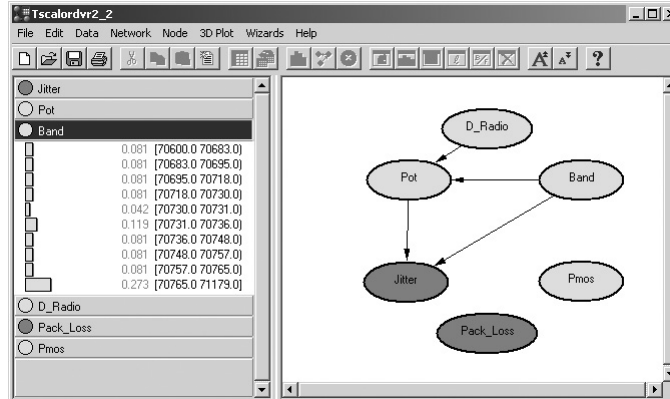 Tscalordvr2_2
File Edit Data Network Node 3D Plot Wizards Help
Jitter
Pot
Band
0.081 [70600.0 70683.0)
0.081 [70683.0 70695.0)
0.081 [70695.0 70718.0)
0.081 [70718.0 70730.0)
0.042 [70730.0 70731.0)
0.119 [70731.0 70736.0)
0.081 [70736.0 70748.0)
0.081 [70748.0 70757.0)
0.081 [70757.0 70765.0)
0.273 [70765.0 71179.0)
D_Radio
Pack_Loss
Pmos
D_Radio
Pot
Band
Jitter
Pmos
Pack_Loss